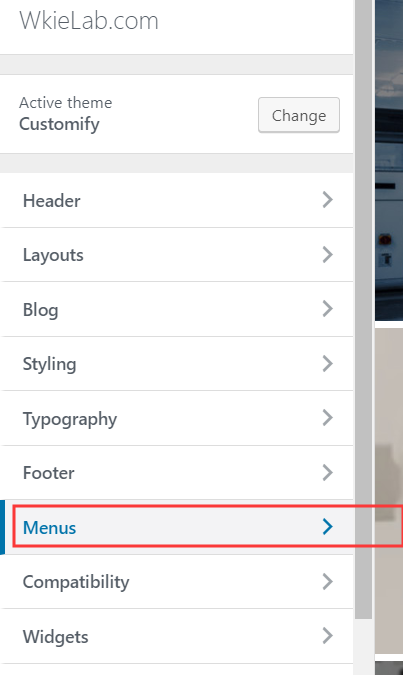 WkieLab.com
Active theme
Customify
Change
Header
Layouts
Blog
Styling
Typography
Footer
Menus
Compatibility
Widgets